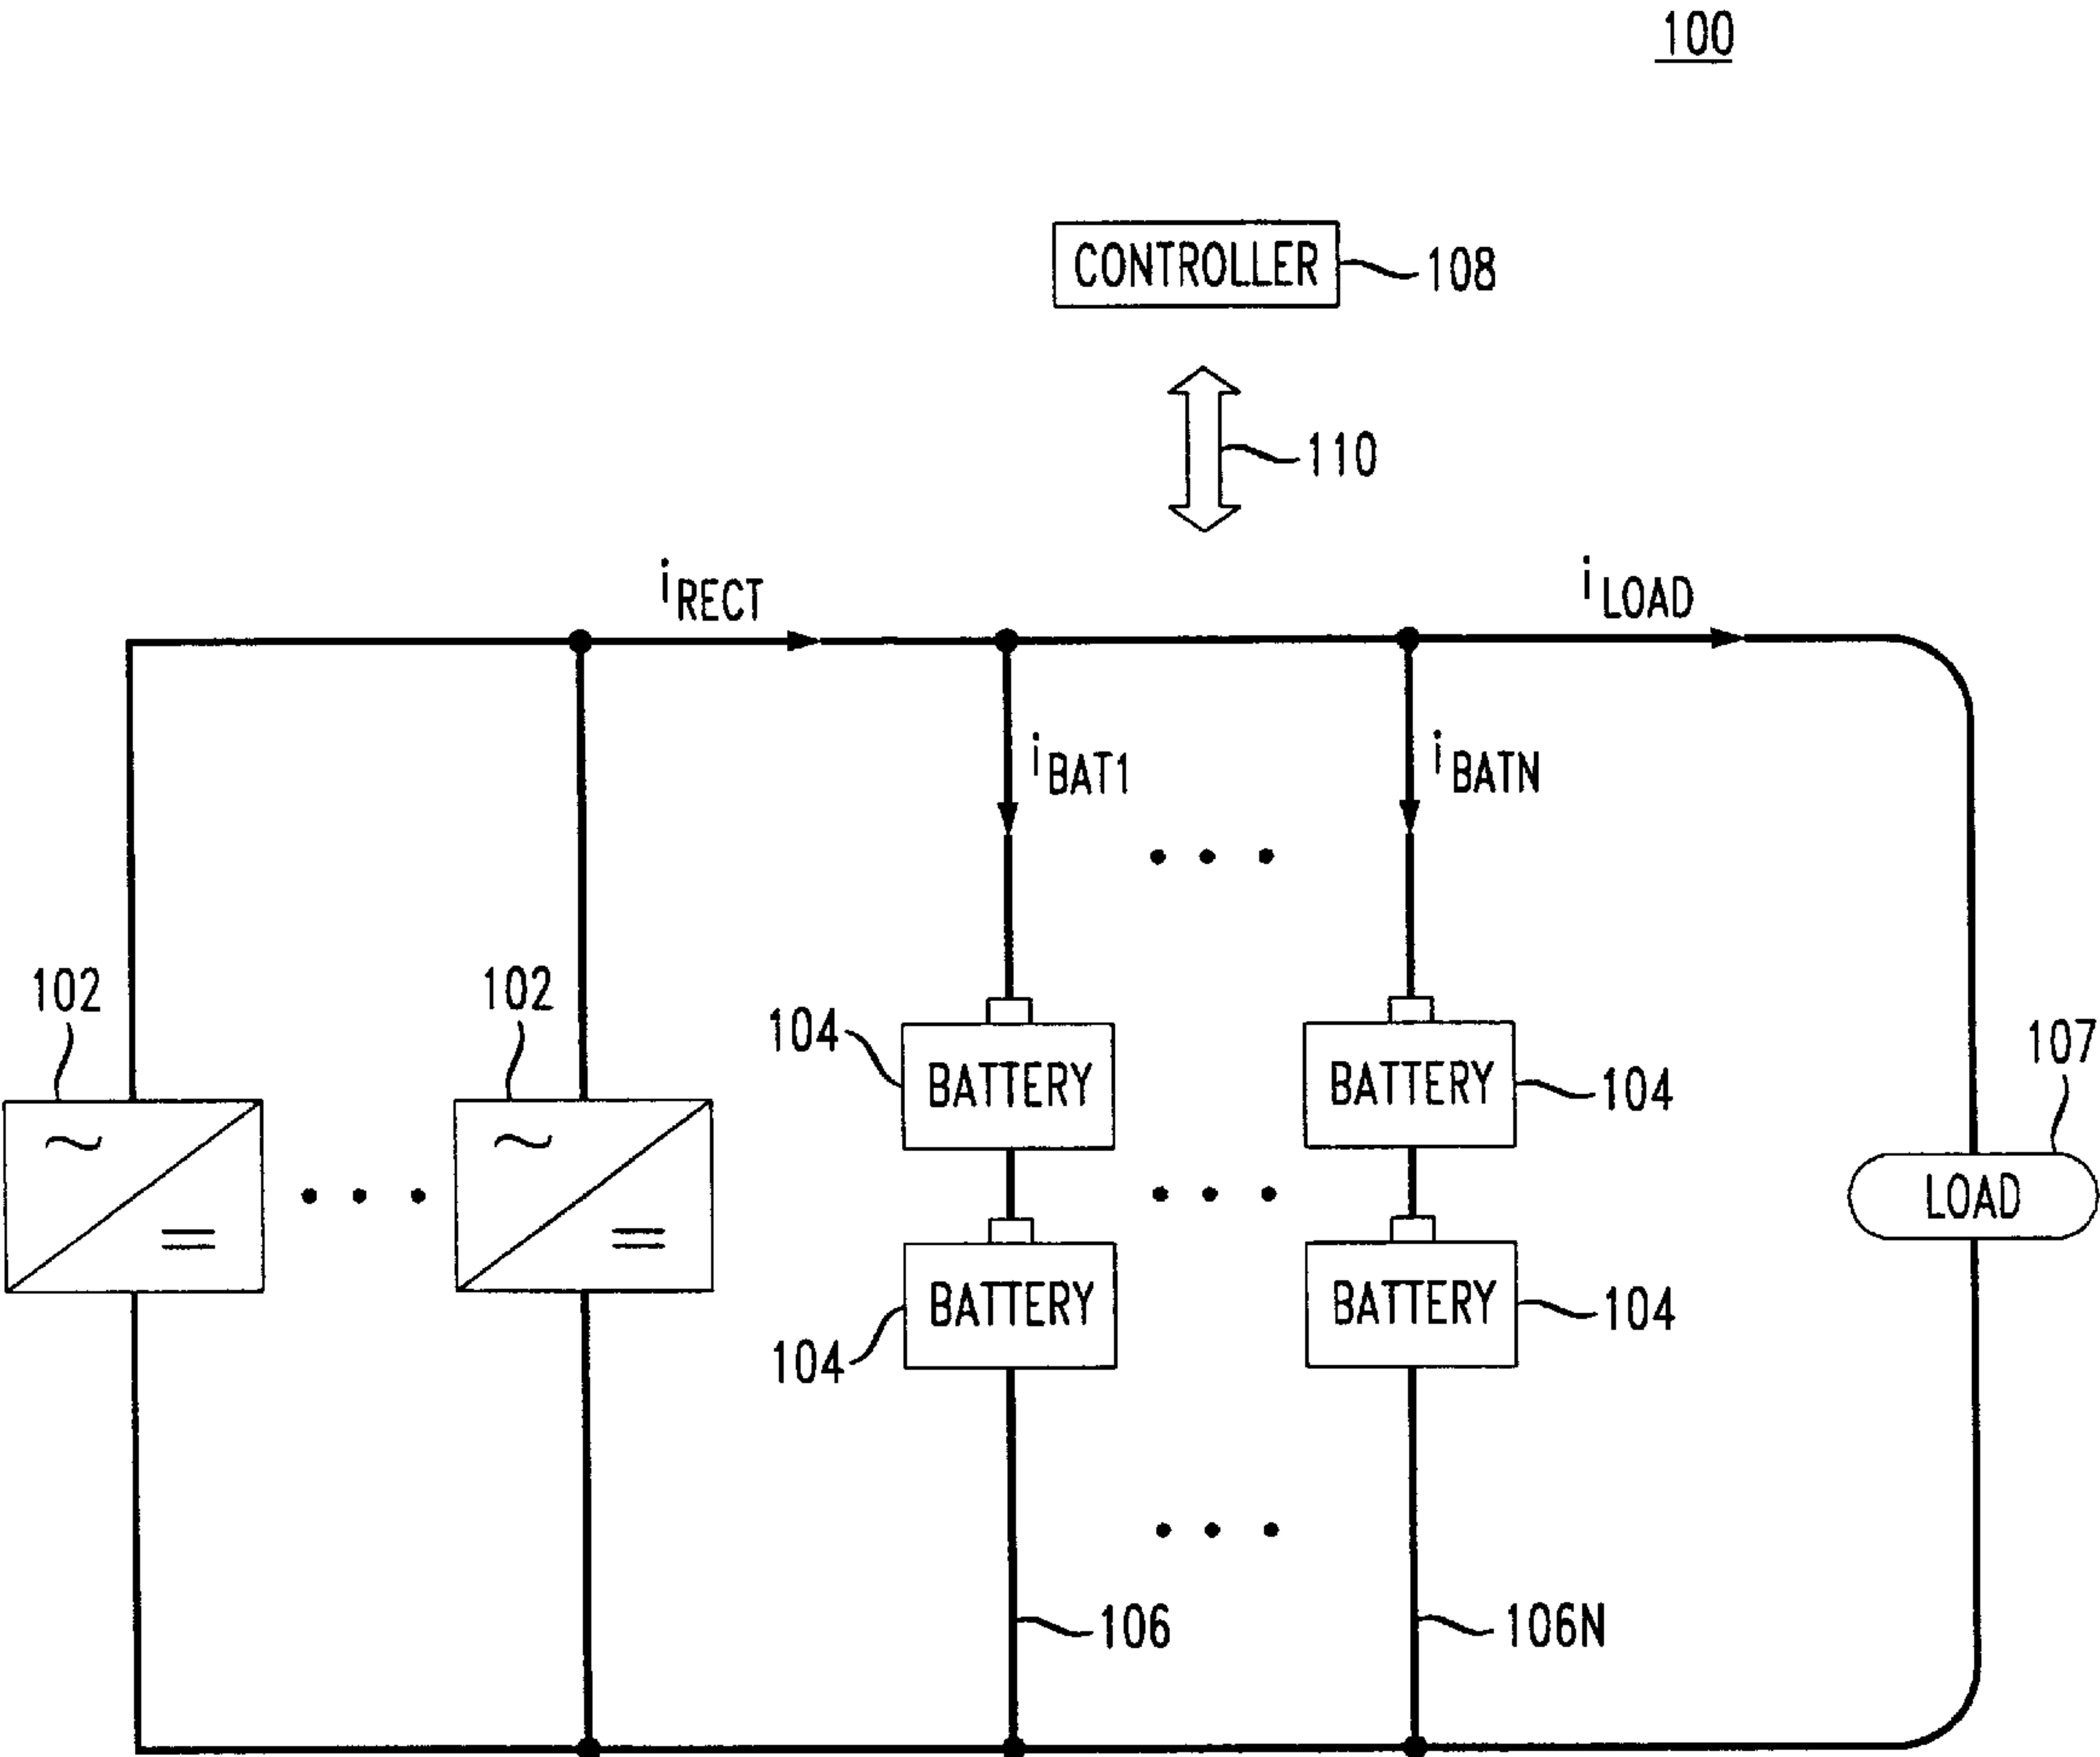 100
CONTROLLER 108
110
iRECT iLOAD
iBAT1 iBATN
102 102
104 BATTERY BATTERY 104
107
~ ~
= =
LOAD
104 BATTERY BATTERY 104
106 106N